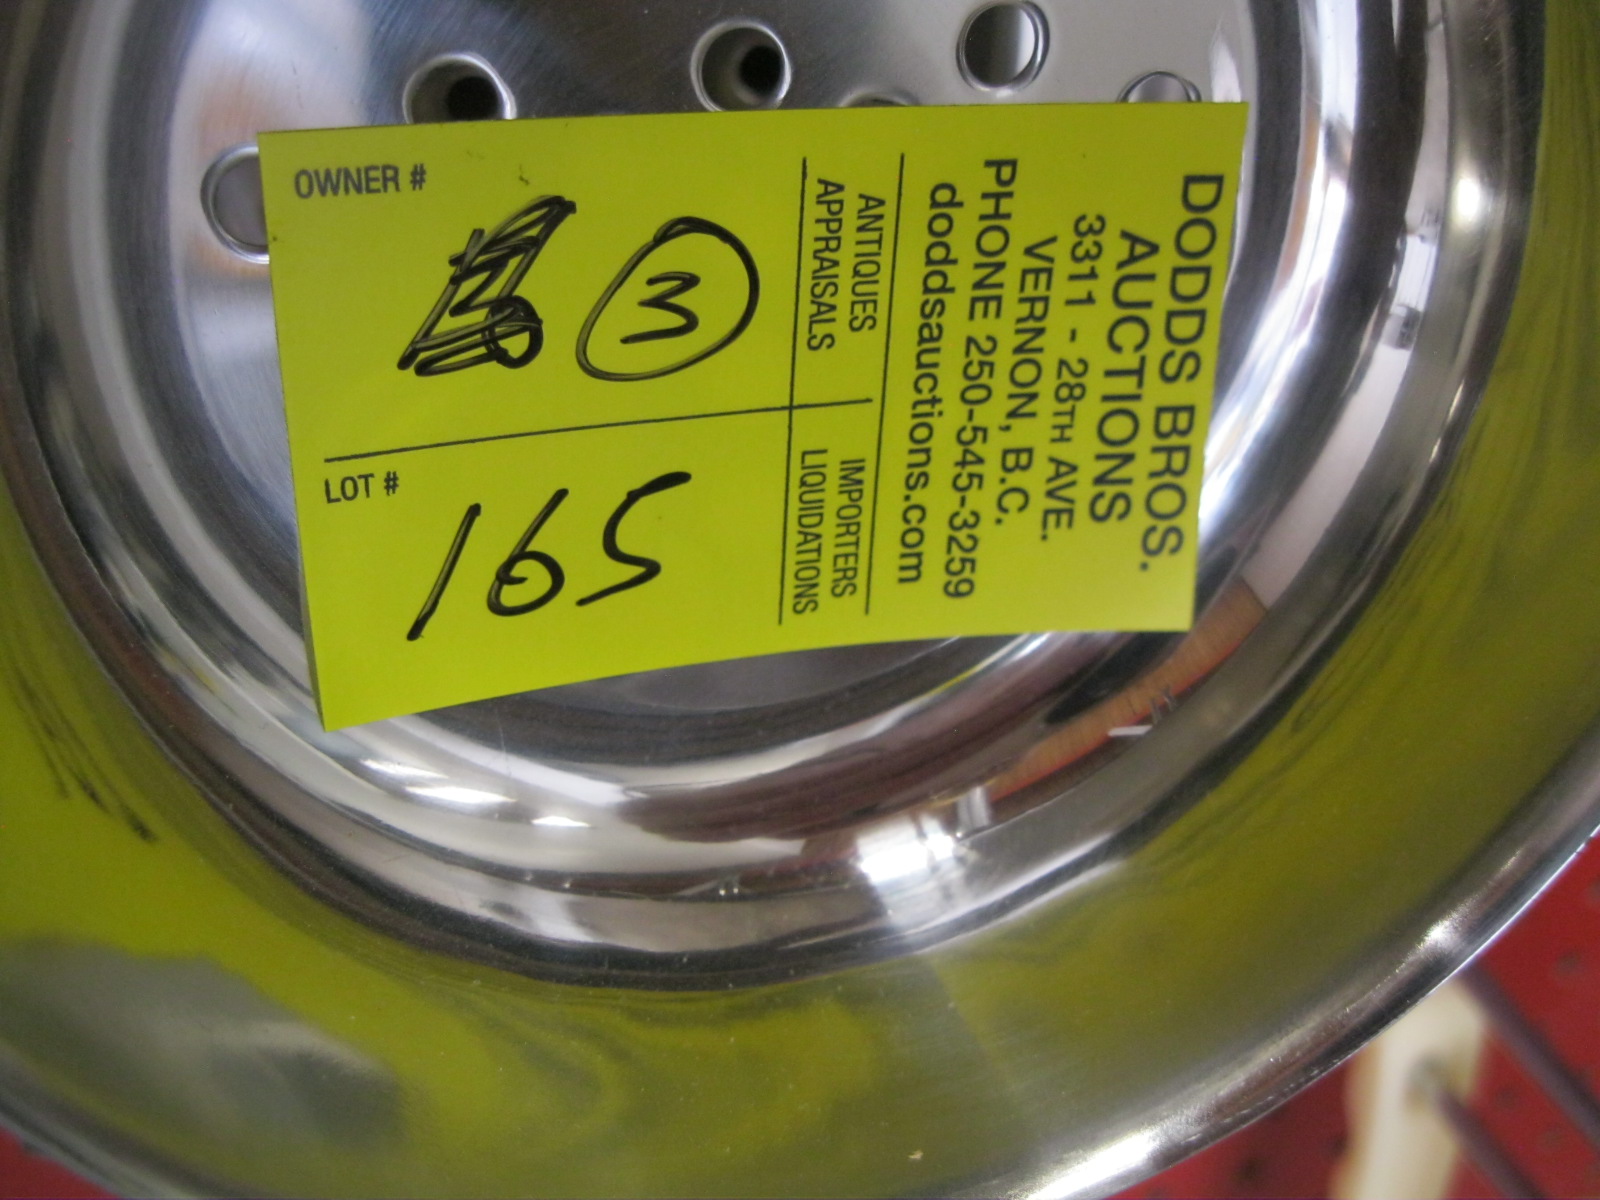 DODDS BROS.
AUCTIONS
3311 - 28TH AVE.
VERNON, B.C.
PHONE 250-545-3259
doddsauctions.com
ANTIQUES
APPRAISALS
IMPORTERS
LIQUIDATIONS
OWNER #
3
LOT #
165